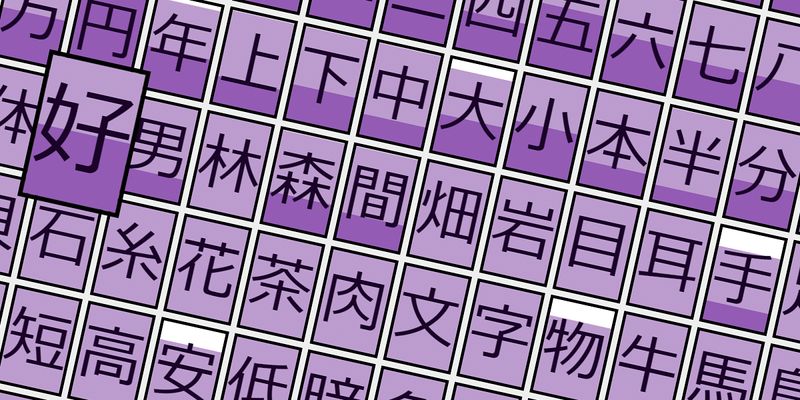 四五六七八
万円年上下中大小本半分
体好男林森間畑岩目耳手
石糸花茶肉文字物牛馬
短高安低暗